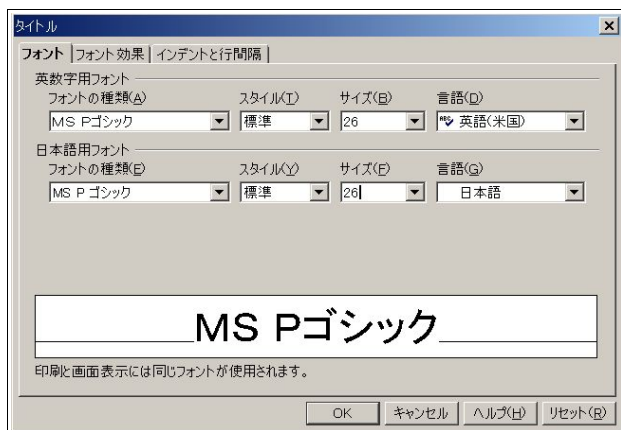 タイトル
フォント フォント効果 インデントと行間隔
英数字用フォント
フォントの種類(A) スタイル(T) サイズ(B) 言語(D)
MS Pゴシック 標準 26 英語(米国)
日本語用フォント
フォントの種類(E) スタイル(Y) サイズ(F) 言語(G)
MS P ゴシック 標準 26 日本語
MS Pゴシック
印刷と画面表示には同じフォントが使用されます。
OK キャンセル ヘルプ(H) リセット(R)